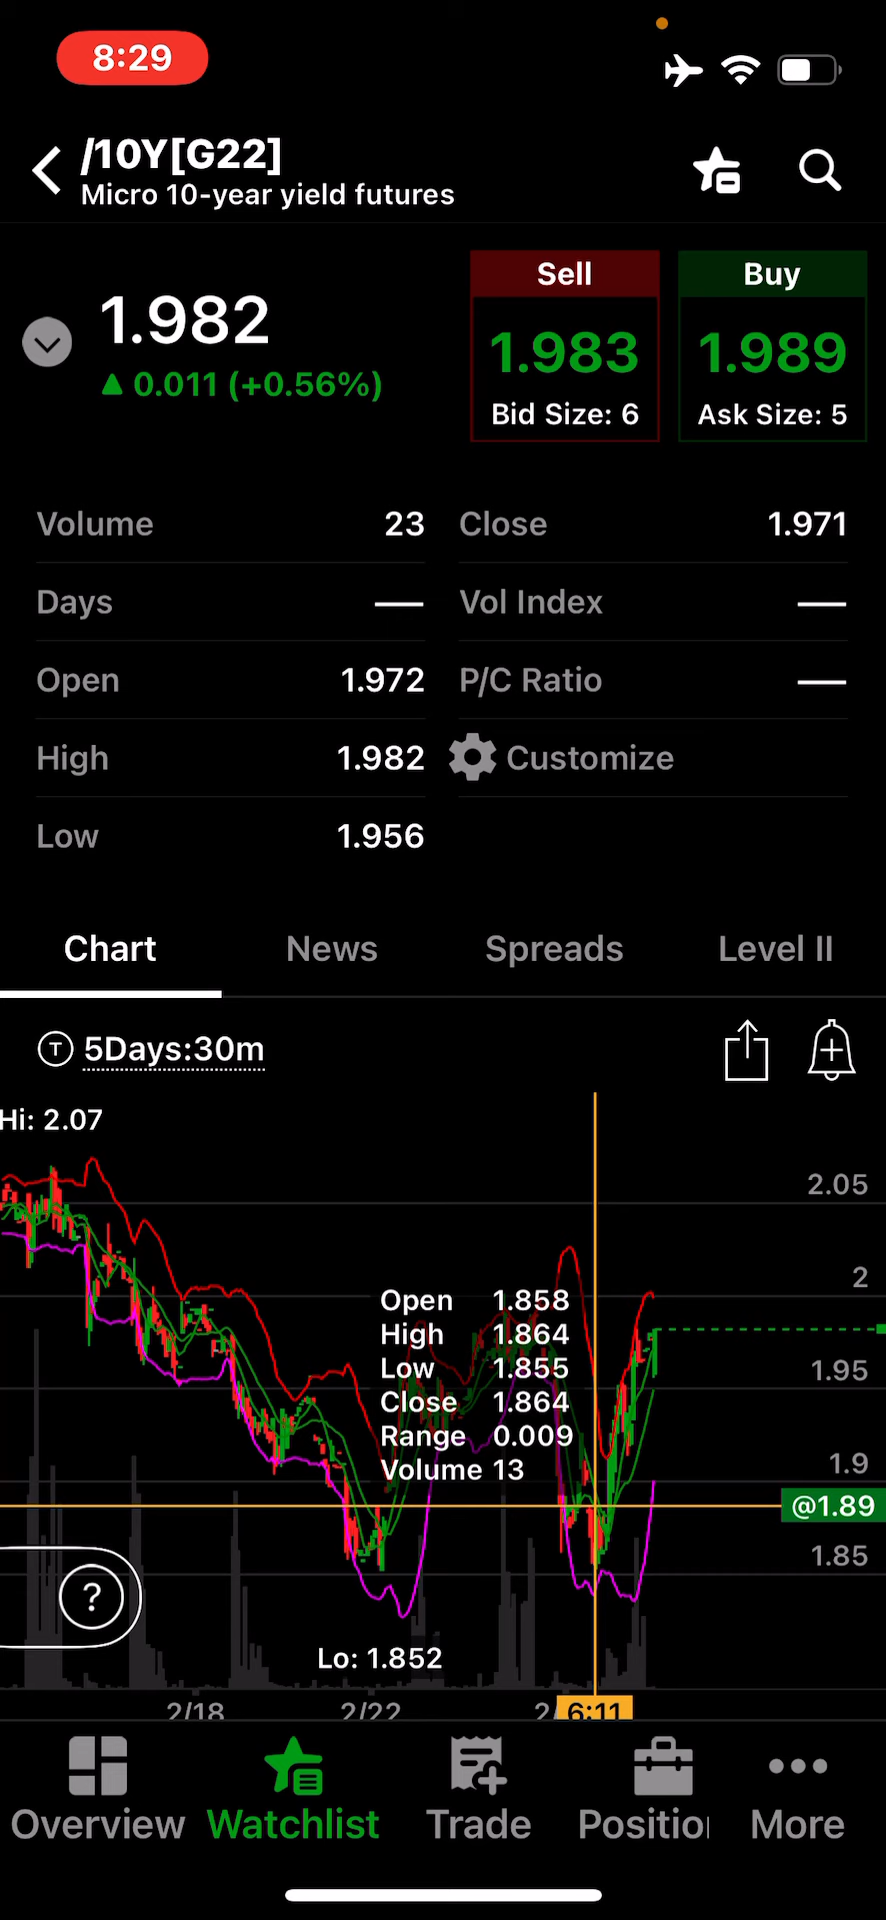 8:29
/10Y[G22]
Micro 10-year yield futures
1.982
0.011 (+0.56%)
Sell
1.983
Bid Size: 6
Buy
1.989
Ask Size: 5
Volume 23
Close 1.971
Days —
Vol Index —
Open 1.972
P/C Ratio —
High 1.982
Customize
Low 1.956
Chart News Spreads Level II
T 5Days:30m
Hi: 2.07
2.05
2
1.95
1.9
@1.89
1.85
Open 1.858
High 1.864
Low 1.855
Close 1.864
Range 0.009
Volume 13
?
Lo: 1.852
2/18 2/22 2/ 6:11
Overview Watchlist Trade Position More